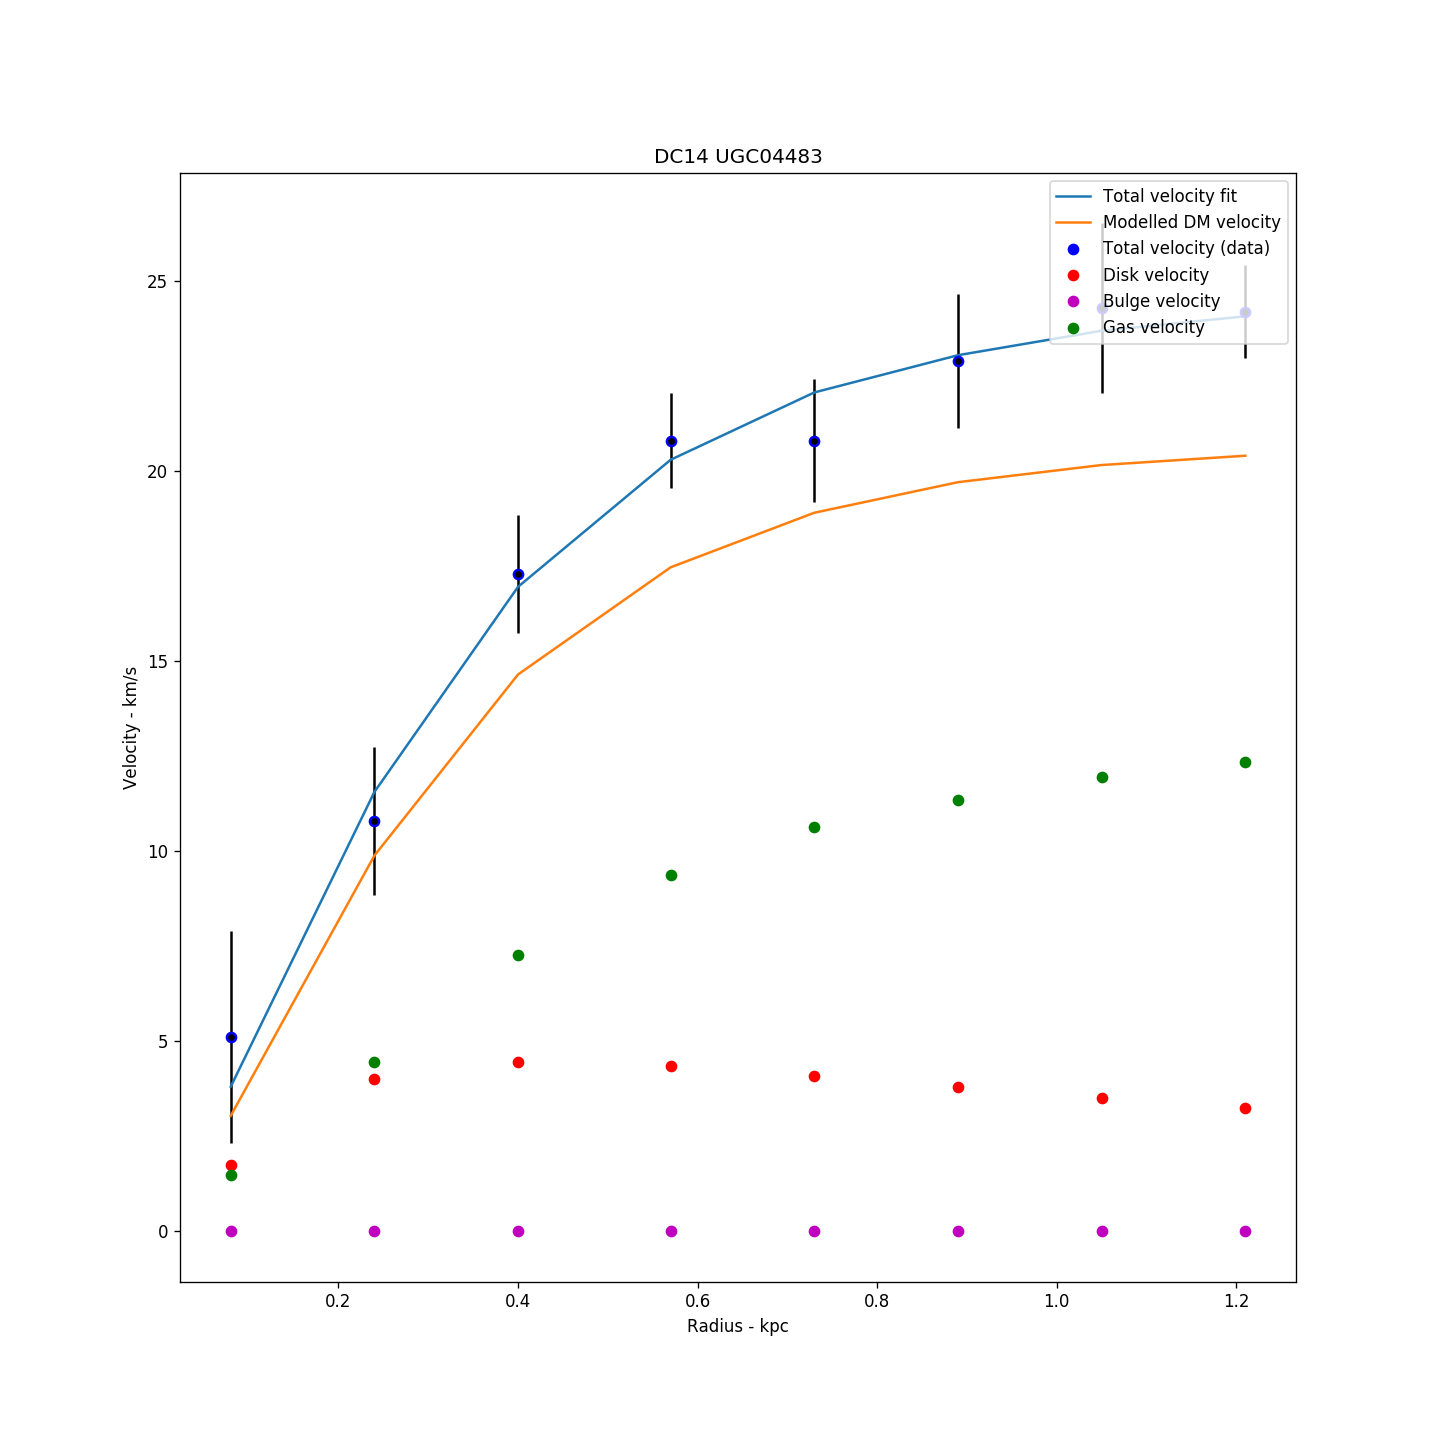 DC14 UGC04483
Total velocity fit
Modelled DM velocity
Total velocity (data)
Disk velocity
Bulge velocity
Gas velocity
25
20
15
10
5
0
Velocity - km/s
0.2 0.4 0.6 0.8 1.0 1.2
Radius - kpc